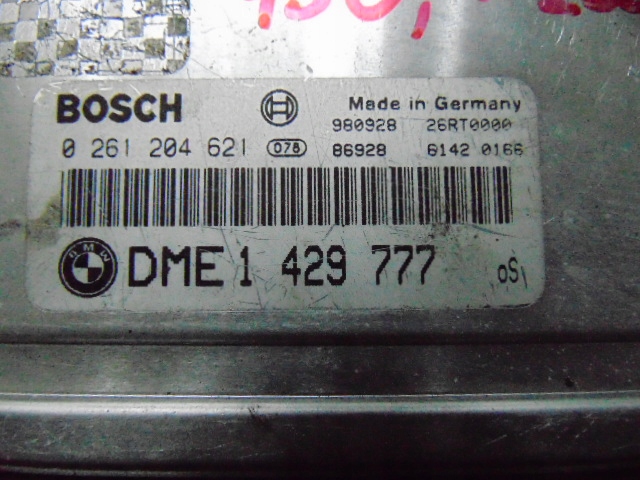 BOSCH Made in Germany
980928 26RT0000
0 261 204 621 078 86928 6142 0166
BMW DME 1 429 777 oS